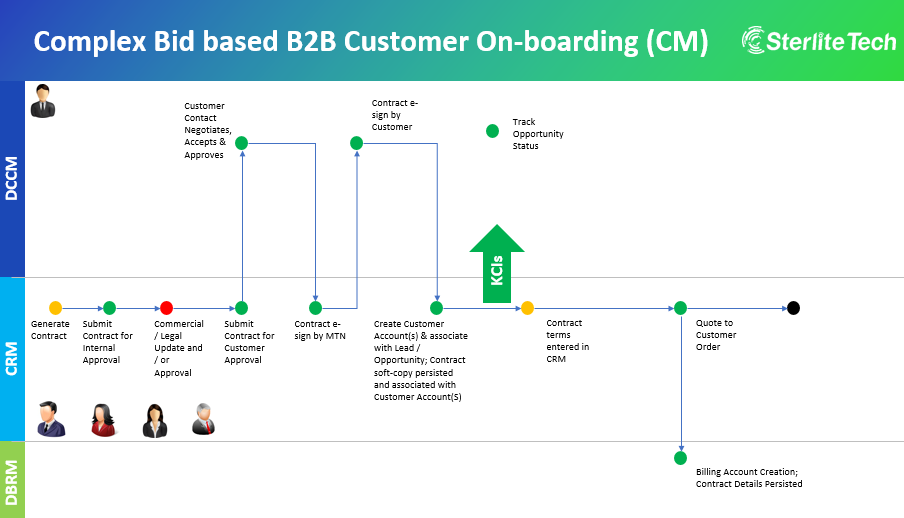 Complex Bid based B2B Customer On-boarding (CM)
SterliteTech
DCCM
Customer
Contact
Negotiates,
Accepts &
Approves
Contract e-
sign by
Customer
Track
Opportunity
Status
KCIs
CRM
Generate
Contract
Submit
Contract for
Internal
Approval
Commercial
/ Legal
Update and
/ or
Approval
Submit
Contract for
Customer
Approval
Contract e-
sign by MTN
Create Customer
Account(s) & associate
with Lead /
Opportunity; Contract
soft-copy persisted
and associated with
Customer Account(S)
Contract
terms
entered in
CRM
Quote to
Customer
Order
DBRM
Billing Account Creation;
Contract Details Persisted